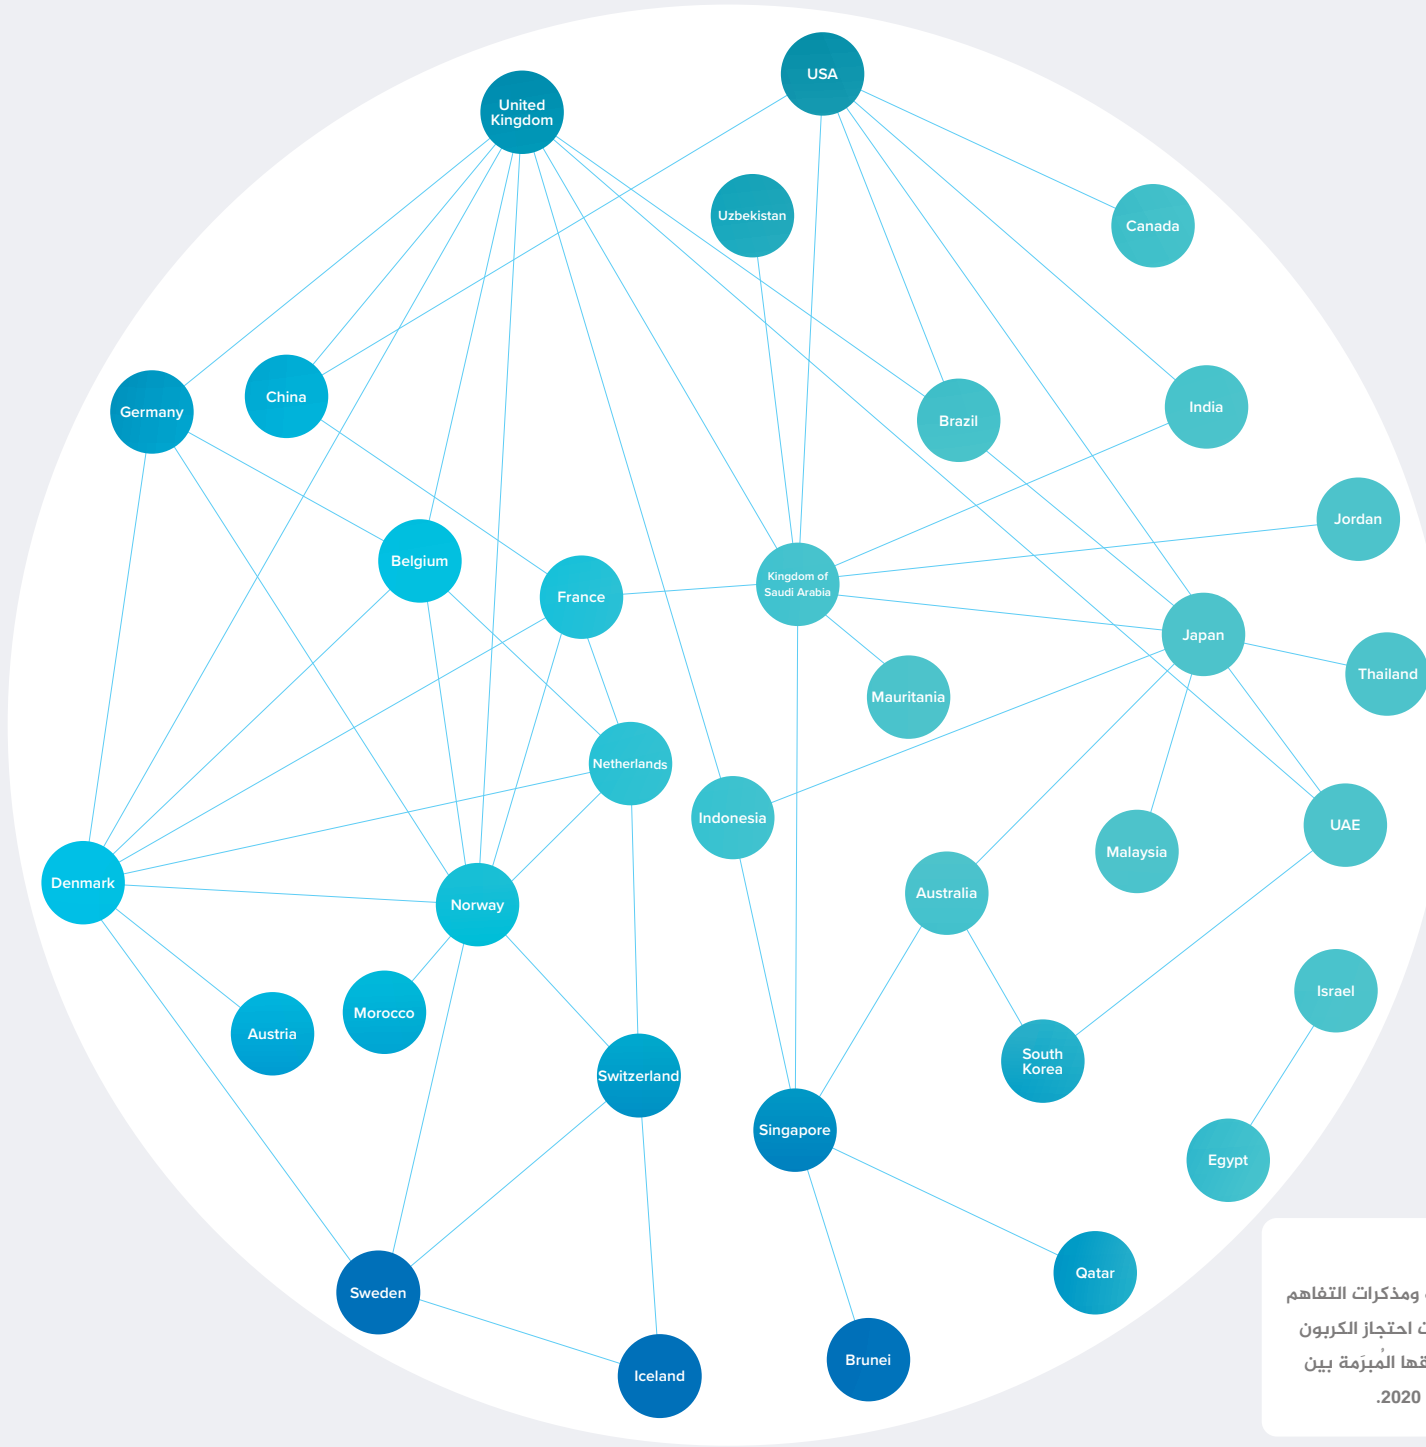 USA
United
Kingdom
Uzbekistan
Canada
China
Germany
India
Brazil
Jordan
Belgium
Kingdom of
Saudi Arabia
France
Japan
Thailand
Mauritania
Netherlands
Indonesia
UAE
Malaysia
Denmark
Australia
Norway
Israel
Morocco
Austria
South
Korea
Switzerland
Singapore
Egypt
Qatar
Sweden
Brunei
Iceland
ومذكرات التفاهم
احتجاز الكربون
المُبرَمة بين
2020.